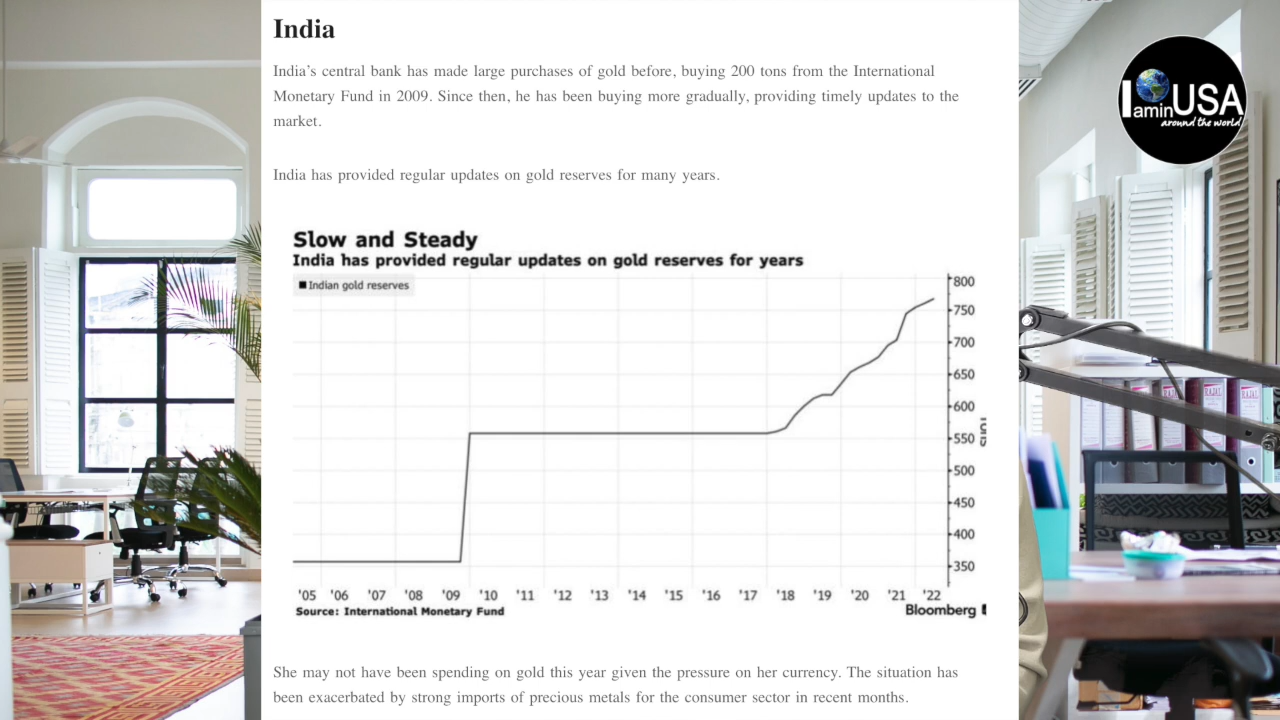 India
India's central bank has made large purchases of gold before, buying 200 tons from the International
Monetary Fund in 2009. Since then, he has been buying more gradually, providing timely updates to the
market.
India has provided regular updates on gold reserves for many years.
Slow and Steady
India has provided regular updates on gold reserves for years
Indian gold reserves
800
750
700
650
600
550
500
450
400
350
'05 '06 '07 '08 '09 '10 '11 '12 '13 '14 '15 '16 '17 '18 '19 '20 '21 '22
Source: International Monetary Fund
Bloomberg
She may not have been spending on gold this year given the pressure on her currency. The situation has
been exacerbated by strong imports of precious metals for the consumer sector in recent months.
IaminUSA
around the world